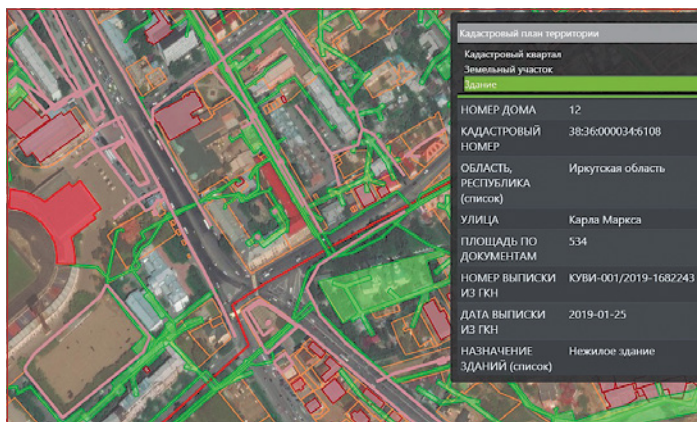 Кадастровый план территории
Кадастровый квартал
Земельный участок
Здание
НОМЕР ДОМА 12
КАДАСТРОВЫЙ НОМЕР 38:36:000034:6108
ОБЛАСТЬ, РЕСПУБЛИКА (список) Иркутская область
УЛИЦА Карла Маркса
ПЛОЩАДЬ ПО ДОКУМЕНТАМ 534
НОМЕР ВЫПИСКИ ИЗ ГКН КУВИ-001/2019-1682243
ДАТА ВЫПИСКИ ИЗ ГКН 2019-01-25
НАЗНАЧЕНИЕ ЗДАНИЙ (список) Нежилое здание